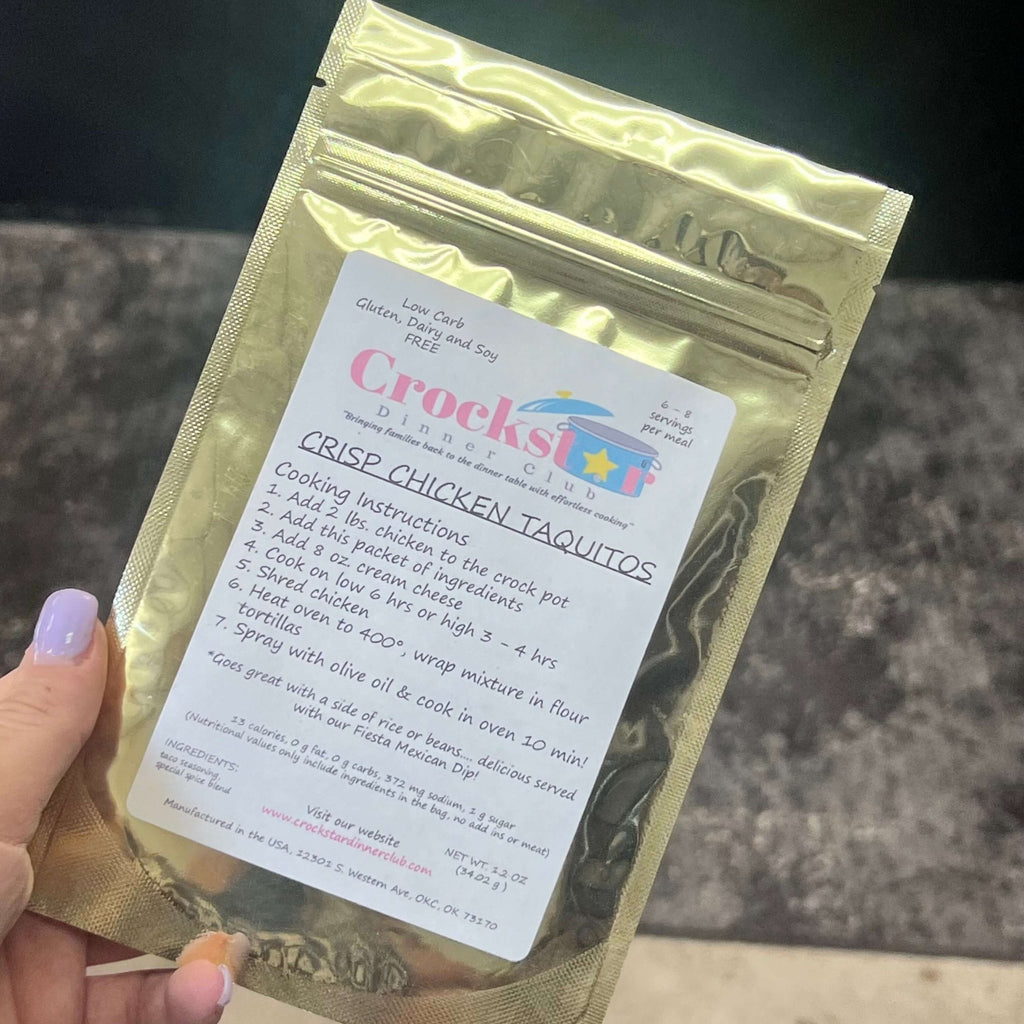 Low Carb
Gluten, Dairy and Soy
FREE
6 – 8
servings
per meal
Crockstar
Dinner Club
"Bringing families back to the dinner table with effortless cooking"
CRISP CHICKEN TAQUITOS
Cooking Instructions
1. Add 2 lbs. chicken to the crock pot
2. Add this packet of ingredients
3. Add 8 oz. cream cheese
4. Cook on low 6 hrs or high 3 – 4 hrs
5. Shred chicken
6. Heat oven to 400°, wrap mixture in flour
tortillas
7. Spray with olive oil & cook in oven 10 min!
*Goes great with a side of rice or beans.... delicious served
with our Fiesta Mexican Dip!
13 calories, 0 g fat, 0 g carbs, 372 mg sodium, 1 g sugar
(Nutritional values only include ingredients in the bag, no add ins or meat)
INGREDIENTS:
taco seasoning,
special spice blend
Visit our website
www.crockstardinnerclub.com
NET WT. 1.2 OZ
(34.02 g)
Manufactured in the USA, 12301 S. Western Ave, OKC, OK 73170